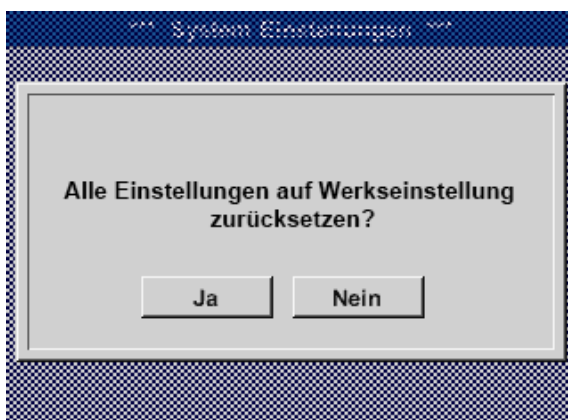 *** System Einstellungen ***
Alle Einstellungen auf Werkseinstellung
zurücksetzen?
Ja
Nein